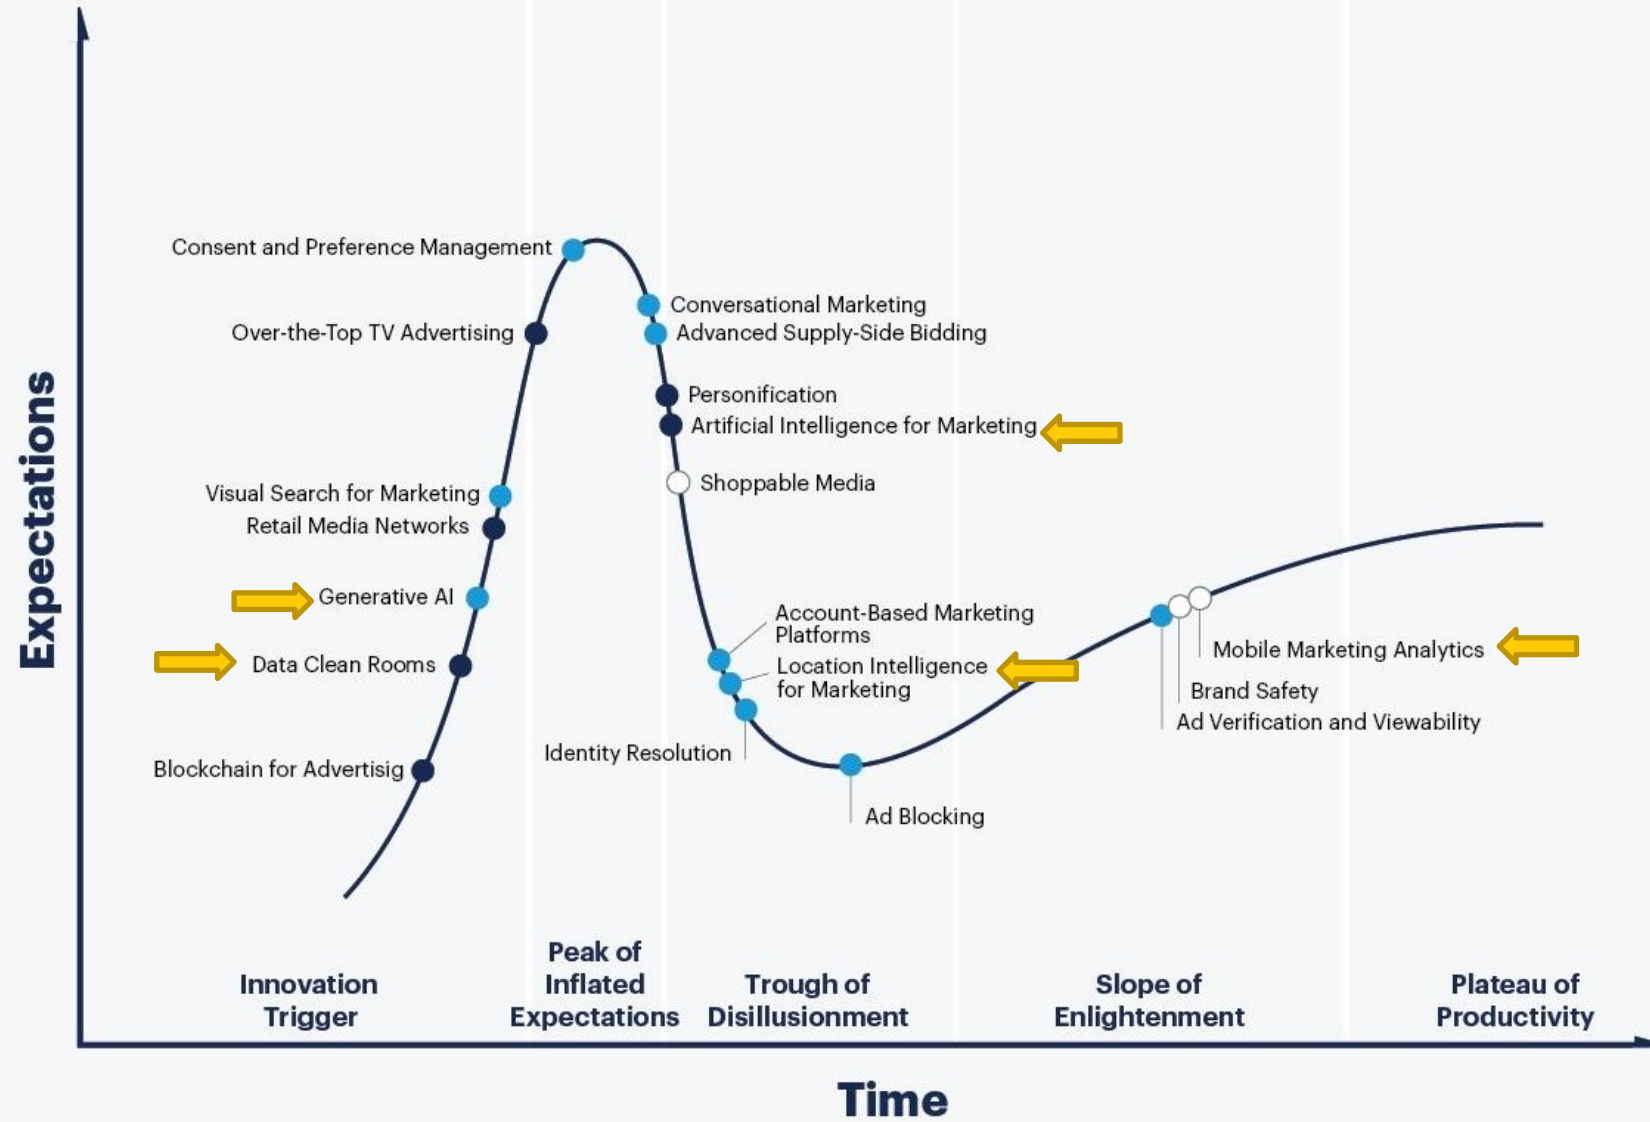 Consent and Preference Management
Conversational Marketing
Over-the-Top TV Advertising
Advanced Supply-Side Bidding
Personification
Artificial Intelligence for Marketing
Visual Search for Marketing
Shoppable Media
Retail Media Networks
Generative AI
Data Clean Rooms
Account-Based Marketing
Platforms
Location Intelligence
for Marketing
Mobile Marketing Analytics
Brand Safety
Ad Verification and Viewability
Identity Resolution
Blockchain for Advertisig
Ad Blocking
Expectations
Innovation
Trigger
Peak of
Inflated
Expectations
Trough of
Disillusionment
Slope of
Enlightenment
Plateau of
Productivity
Time